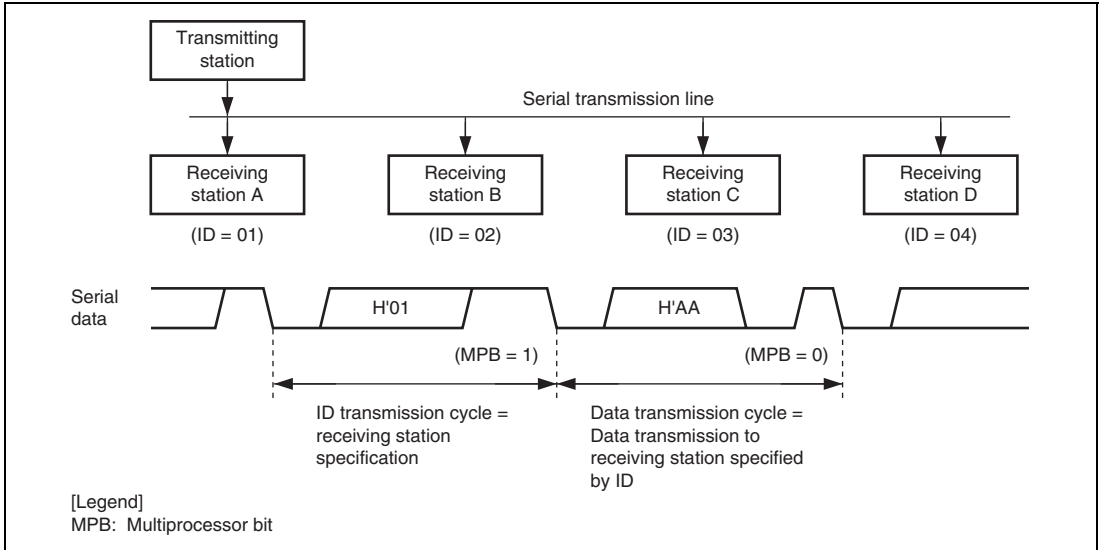 Transmitting
station
Serial transmission line
Receiving
station A
Receiving
station B
Receiving
station C
Receiving
station D
(ID = 01)
(ID = 02)
(ID = 03)
(ID = 04)
Serial
data
H'01
H'AA
(MPB = 1)
(MPB = 0)
ID transmission cycle =
receiving station
specification
Data transmission cycle =
Data transmission to
receiving station specified
by ID
[Legend]
MPB: Multiprocessor bit